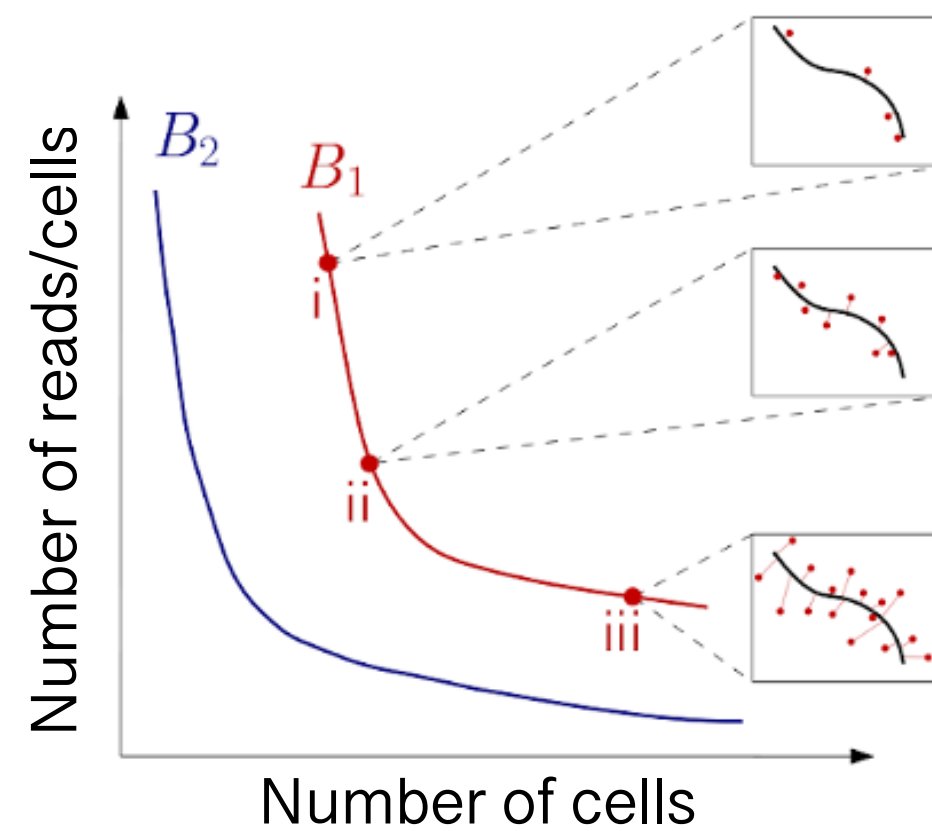 Number of reads/cells
B2
B1
i
ii
iii
Number of cells